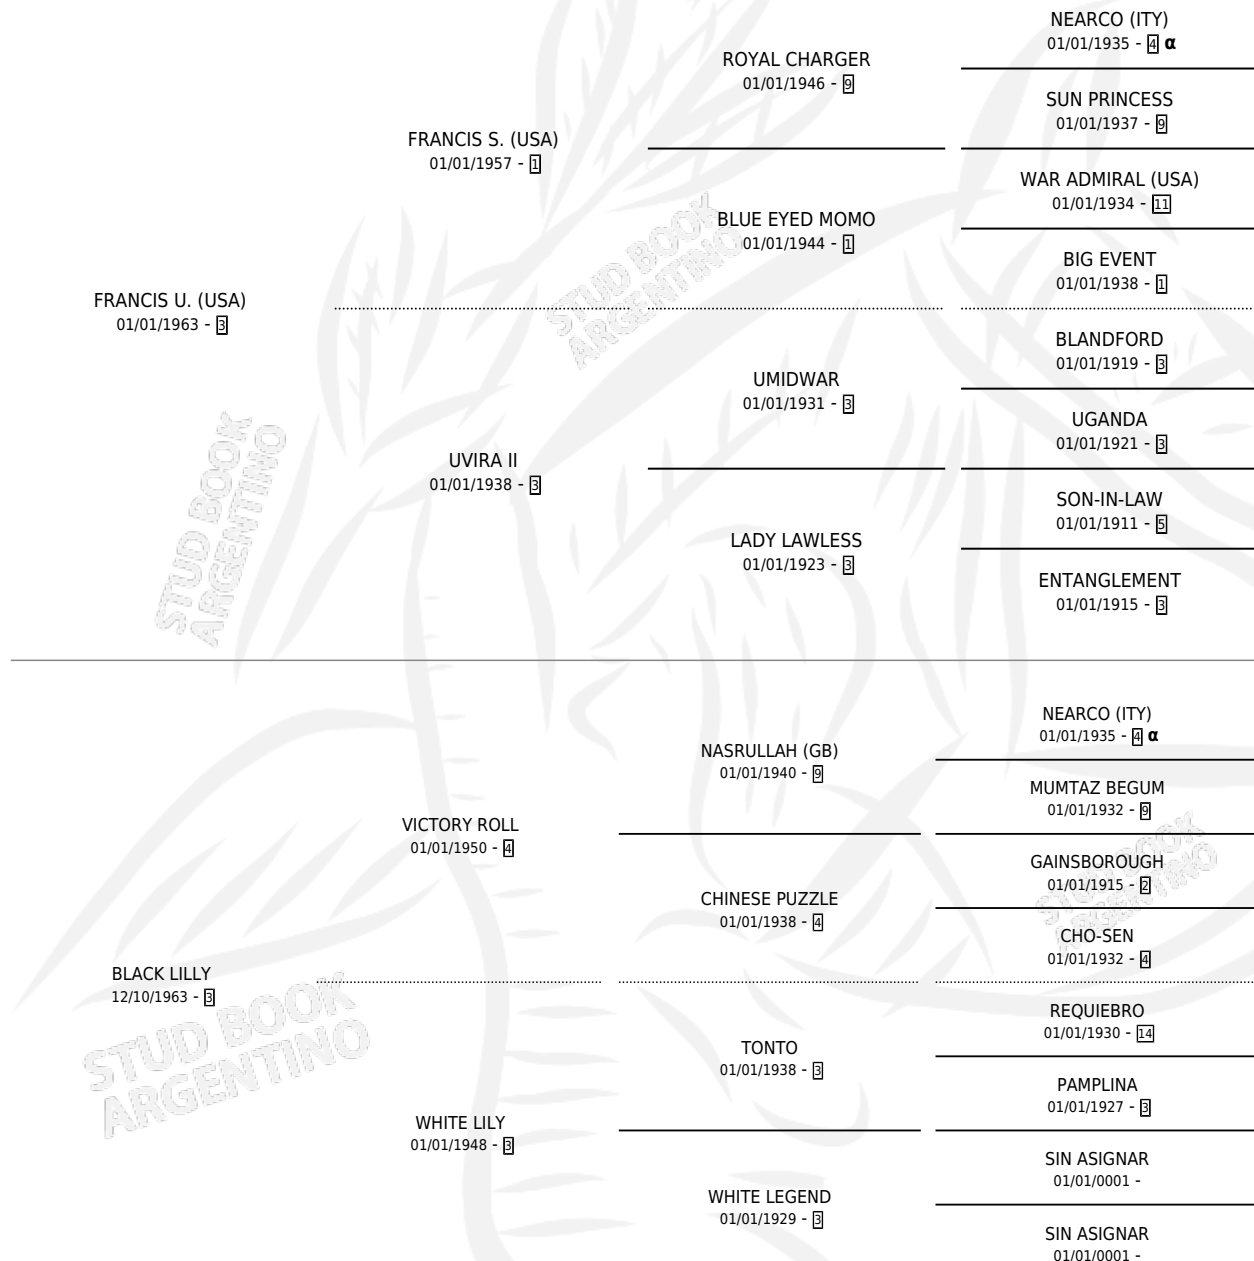 NEARCO (ITY)
01/01/1935 - 4 α
ROYAL CHARGER
01/01/1946 - 9
SUN PRINCESS
01/01/1937 - 9
FRANCIS S. (USA)
01/01/1957 - 1
WAR ADMIRAL (USA)
01/01/1934 - 11
BLUE EYED MOMO
01/01/1944 - 1
BIG EVENT
01/01/1938 - 1
STUD BOOK
ARGENTINO
FRANCIS U. (USA)
01/01/1963 - 3
BLANDFORD
01/01/1919 - 3
UMIDWAR
01/01/1931 - 3
UGANDA
01/01/1921 - 3
UVIRA II
01/01/1938 - 3
SON-IN-LAW
01/01/1911 - 5
LADY LAWLESS
01/01/1923 - 3
ENTANGLEMENT
01/01/1915 - 3
STUD BOOK
ARGENTINO
NEARCO (ITY)
01/01/1935 - 4 α
NASRULLAH (GB)
01/01/1940 - 9
MUMTAZ BEGUM
01/01/1932 - 9
VICTORY ROLL
01/01/1950 - 4
GAINSBOROUGH
01/01/1915 - 2
CHINESE PUZZLE
01/01/1938 - 4
CHO-SEN
01/01/1932 - 4
STUD BOOK
ARGENTINO
BLACK LILLY
12/10/1963 - 3
REQUIEBRO
01/01/1930 - 14
TONTO
01/01/1938 - 3
PAMPLINA
01/01/1927 - 3
STUD BOOK
ARGENTINO
WHITE LILY
01/01/1948 - 3
SIN ASIGNAR
01/01/0001 -
WHITE LEGEND
01/01/1929 - 3
SIN ASIGNAR
01/01/0001 -